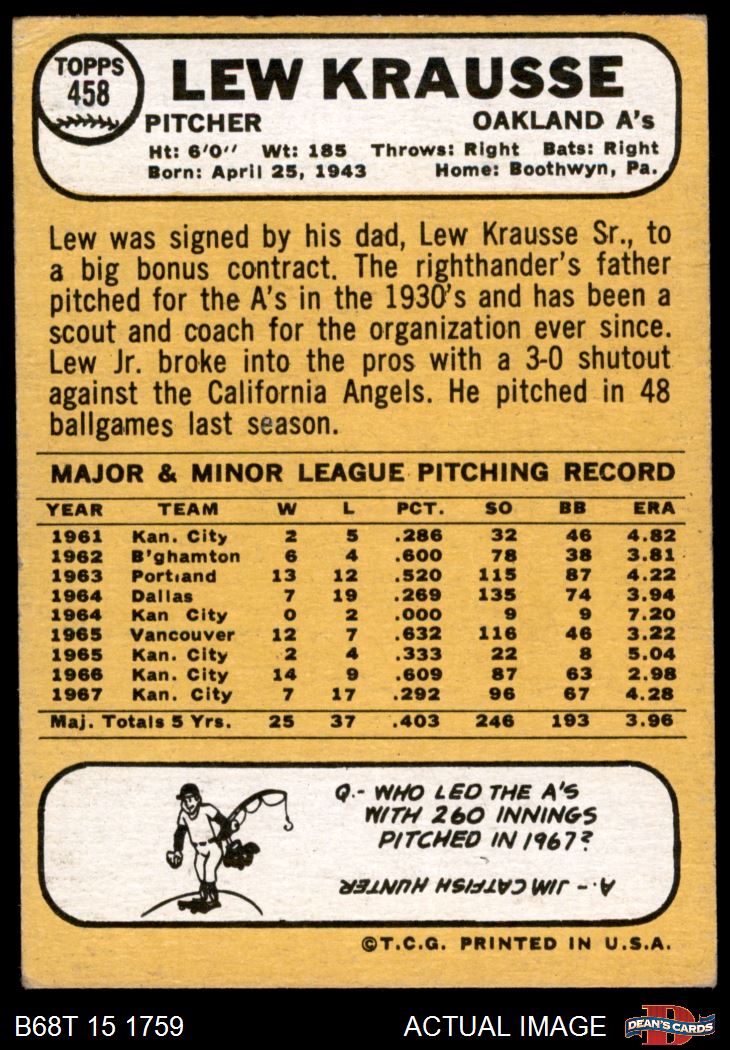 TOPPS
458
LEW KRAUSSE
PITCHER OAKLAND A's
Ht: 6'0'' Wt: 185 Throws: Right Bats: Right
Born: April 25, 1943 Home: Boothwyn, Pa.
Lew was signed by his dad, Lew Krausse Sr., to
a big bonus contract. The righthander's father
pitched for the A's in the 1930's and has been a
scout and coach for the organization ever since.
Lew Jr. broke into the pros with a 3-0 shutout
against the California Angels. He pitched in 48
ballgames last season.
MAJOR & MINOR LEAGUE PITCHING RECORD
YEAR TEAM W L PCT. SO BB ERA
1961 Kan. City 2 5 .286 32 46 4.82
1962 B'ghamton 6 4 .600 78 38 3.81
1963 Portland 13 12 .520 115 87 4.22
1964 Dallas 7 19 .269 135 74 3.94
1964 Kan City 0 2 .000 9 9 7.20
1965 Vancouver 12 7 .632 116 46 3.22
1965 Kan. City 2 4 .333 22 8 5.04
1966 Kan. City 14 9 .609 87 63 2.98
1967 Kan. City 7 17 .292 96 67 4.28
Maj. Totals 5 Yrs. 25 37 .403 246 193 3.96
Q.- WHO LED THE A'S
WITH 260 INNINGS
PITCHED IN 1967?
A.- JIM CATFISH HUNTER
©T.C.G. PRINTED IN U.S.A.
B68T 15 1759 ACTUAL IMAGE D DEAN'S CARDS